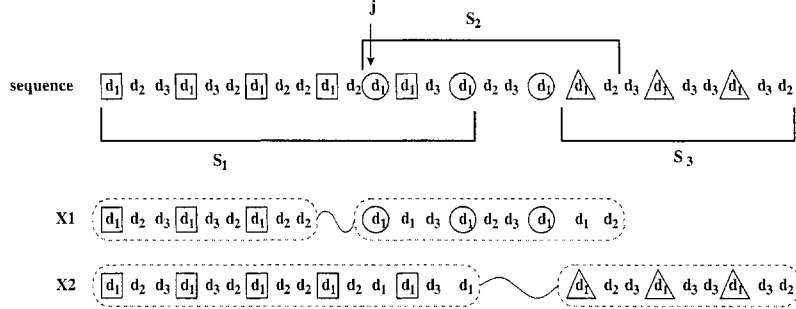 j
S₂
sequence d₁ d₂ d₃ d₁ d₃ d₂ d₁ d₂ d₂ d₁ d₂ d₁ d₁ d₃ d₁ d₂ d₃ d₁ d₁ d₂ d₃ d₁ d₃ d₃ d₁ d₃ d₂
S₁ S₃
X1 d₁ d₂ d₃ d₁ d₃ d₂ d₁ d₂ d₂ d₁ d₁ d₃ d₁ d₂ d₃ d₁ d₁ d₂
X2 d₁ d₂ d₃ d₁ d₃ d₂ d₁ d₂ d₂ d₁ d₂ d₁ d₁ d₃ d₁ d₁ d₂ d₃ d₁ d₃ d₃ d₁ d₃ d₂